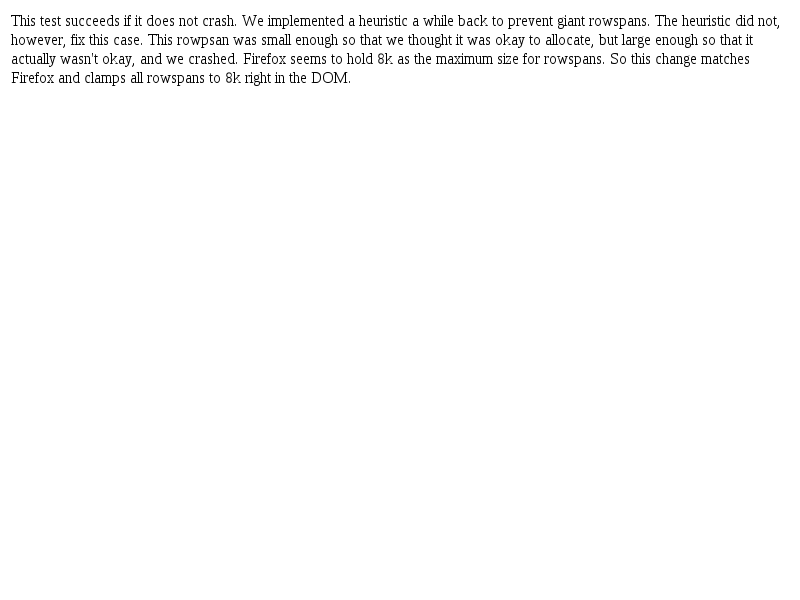 This test succeeds if it does not crash. We implemented a heuristic a while back to prevent giant rowspans. The heuristic did not,
however, fix this case. This rowpsan was small enough so that we thought it was okay to allocate, but large enough so that it
actually wasn't okay, and we crashed. Firefox seems to hold 8k as the maximum size for rowspans. So this change matches
Firefox and clamps all rowspans to 8k right in the DOM.